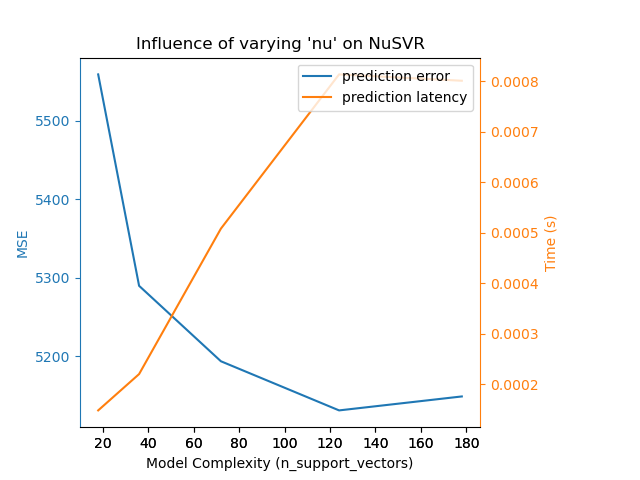 Influence of varying 'nu' on NuSVR
prediction error
prediction latency
MSE
5500
5400
5300
5200
0.0008
0.0007
0.0006
0.0005
0.0004
0.0003
0.0002
Time (s)
20 40 60 80 100 120 140 160 180
Model Complexity (n_support_vectors)